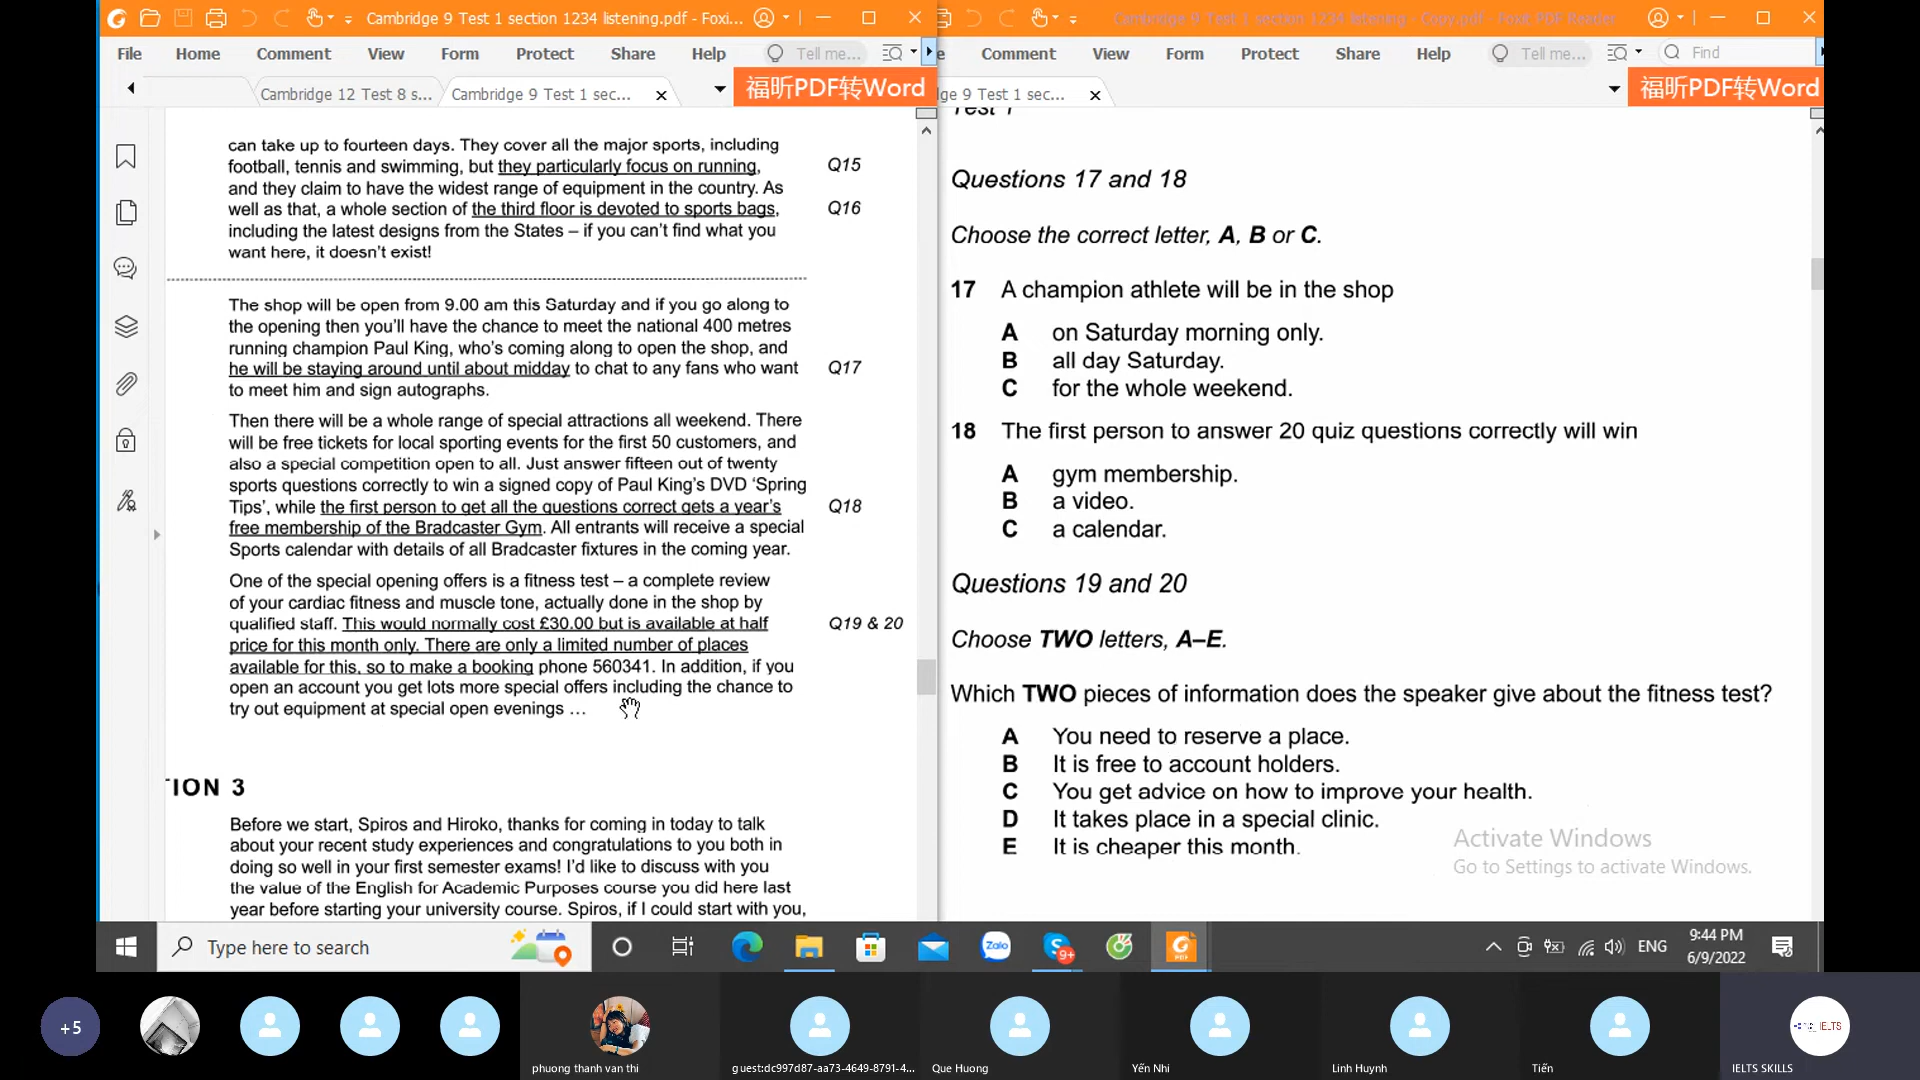 Cambridge 9 Test 1 section 1234 listening.pdf - Foxi...
File Home Comment View Form Protect Share Help Tell me...
Cambridge 12 Test 8 s... Cambridge 9 Test 1 sec... 福昕PDF转Word
can take up to fourteen days. They cover all the major sports, including
football, tennis and swimming, but they particularly focus on running, Q15
and they claim to have the widest range of equipment in the country. As
well as that, a whole section of the third floor is devoted to sports bags, Q16
including the latest designs from the States – if you can't find what you
want here, it doesn't exist!
The shop will be open from 9.00 am this Saturday and if you go along to
the opening then you'll have the chance to meet the national 400 metres
running champion Paul King, who's coming along to open the shop, and
he will be staying around until about midday to chat to any fans who want Q17
to meet him and sign autographs.
Then there will be a whole range of special attractions all weekend. There
will be free tickets for local sporting events for the first 50 customers, and
also a special competition open to all. Just answer fifteen out of twenty
sports questions correctly to win a signed copy of Paul King's DVD 'Spring
Tips', while the first person to get all the questions correct gets a year's Q18
free membership of the Bradcaster Gym. All entrants will receive a special
Sports calendar with details of all Bradcaster fixtures in the coming year.
One of the special opening offers is a fitness test – a complete review
of your cardiac fitness and muscle tone, actually done in the shop by
qualified staff. This would normally cost £30.00 but is available at half Q19 & 20
price for this month only. There are only a limited number of places
available for this, so to make a booking phone 560341. In addition, if you
open an account you get lots more special offers including the chance to
try out equipment at special open evenings …
TION 3
Before we start, Spiros and Hiroko, thanks for coming in today to talk
about your recent study experiences and congratulations to you both in
doing so well in your first semester exams! I'd like to discuss with you
the value of the English for Academic Purposes course you did here last
year before starting your university course. Spiros, if I could start with you,
Cambridge 9 Test 1 section 1234 listening - Copy.pdf - Foxit PDF Reader
e Comment View Form Protect Share Help Tell me... Find
ge 9 Test 1 sec... 福昕PDF转Word
Test 1
Questions 17 and 18
Choose the correct letter, A, B or C.
17 A champion athlete will be in the shop
A on Saturday morning only.
B all day Saturday.
C for the whole weekend.
18 The first person to answer 20 quiz questions correctly will win
A gym membership.
B a video.
C a calendar.
Questions 19 and 20
Choose TWO letters, A–E.
Which TWO pieces of information does the speaker give about the fitness test?
A You need to reserve a place.
B It is free to account holders.
C You get advice on how to improve your health.
D It takes place in a special clinic.
E It is cheaper this month.
Activate Windows
Go to Settings to activate Windows.
Type here to search
Zalo
9+
PDF
ENG
9:44 PM
6/9/2022
+5
phuong thanh van thi
guest:dc997d87-aa73-4649-8791-4...
Que Huong
Yến Nhi
Linh Huynh
Tiến
IELTS
IELTS SKILLS